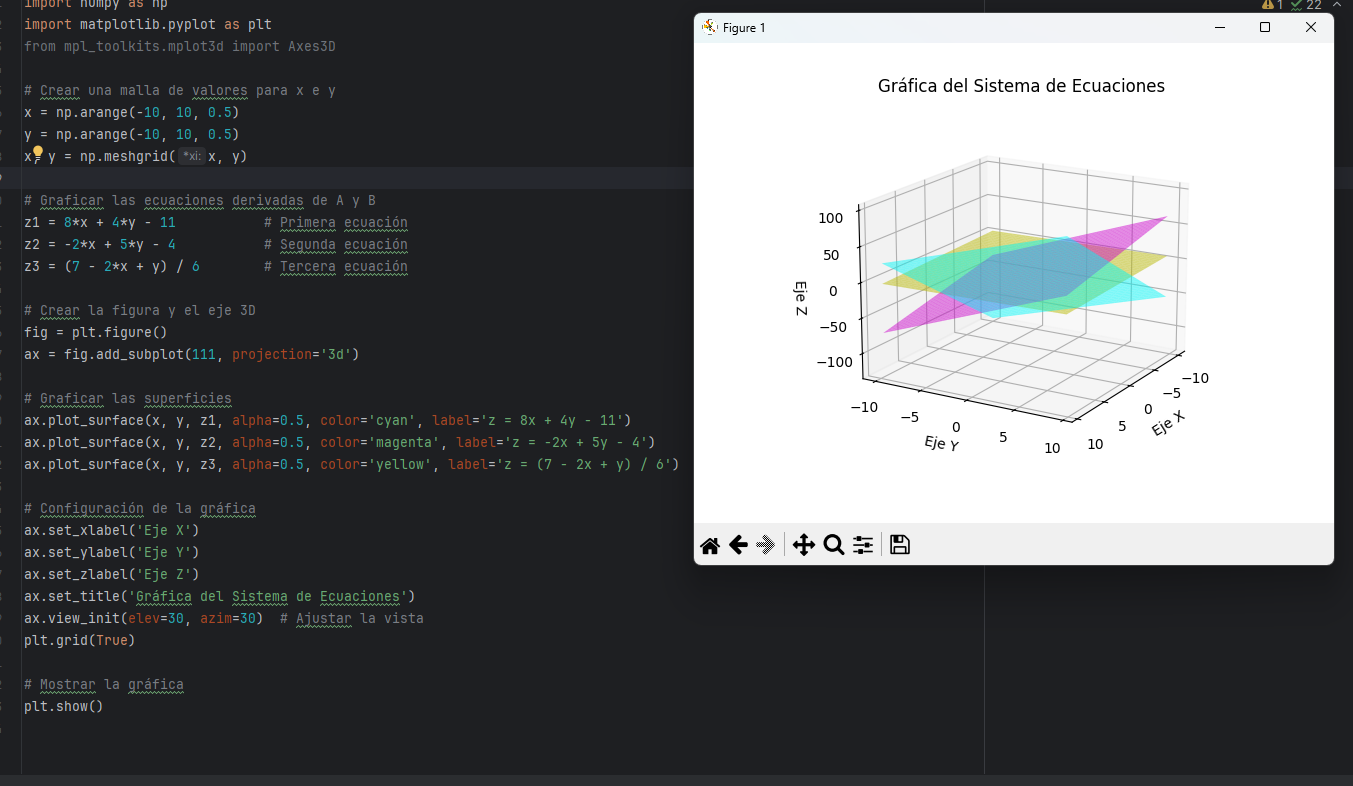 import numpy as np
import matplotlib.pyplot as plt
from mpl_toolkits.mplot3d import Axes3D
# Crear una malla de valores para x e y
x = np.arange(-10, 10, 0.5)
y = np.arange(-10, 10, 0.5)
x, y = np.meshgrid( *xi: x, y)
# Graficar las ecuaciones derivadas de A y B
z1 = 8*x + 4*y - 11 # Primera ecuación
z2 = -2*x + 5*y - 4 # Segunda ecuación
z3 = (7 - 2*x + y) / 6 # Tercera ecuación
# Crear la figura y el eje 3D
fig = plt.figure()
ax = fig.add_subplot(111, projection='3d')
# Graficar las superficies
ax.plot_surface(x, y, z1, alpha=0.5, color='cyan', label='z = 8x + 4y - 11')
ax.plot_surface(x, y, z2, alpha=0.5, color='magenta', label='z = -2x + 5y - 4')
ax.plot_surface(x, y, z3, alpha=0.5, color='yellow', label='z = (7 - 2x + y) / 6')
# Configuración de la gráfica
ax.set_xlabel('Eje X')
ax.set_ylabel('Eje Y')
ax.set_zlabel('Eje Z')
ax.set_title('Gráfica del Sistema de Ecuaciones')
ax.view_init(elev=30, azim=30) # Ajustar la vista
plt.grid(True)
# Mostrar la gráfica
plt.show()
1 22
Figure 1
Gráfica del Sistema de Ecuaciones
100
50
0
−50
−100
Eje Z
−10
−5
0
5
10
Eje Y
−10
−5
0
5
10
Eje X